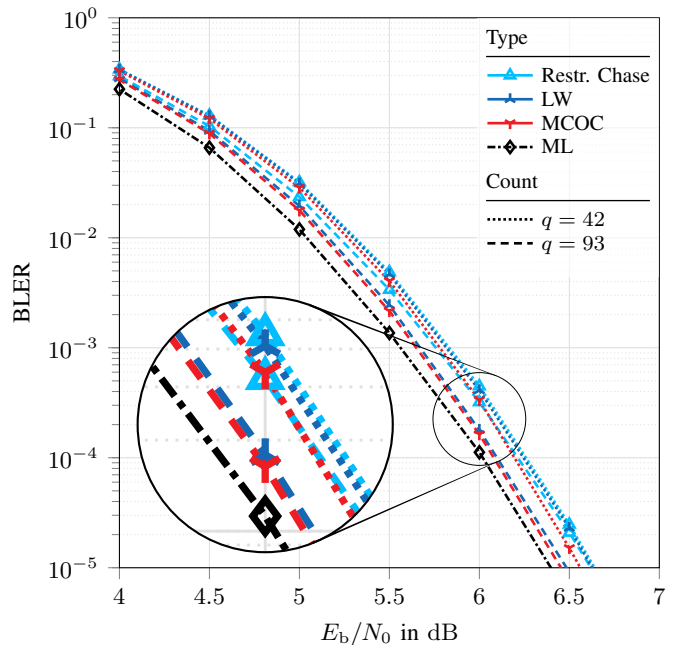 10^0
10^−1
10^−2
10^−3
10^−4
10^−5
BLER
4
4.5
5
5.5
6
6.5
7
E_b/N_0 in dB
Type
Restr. Chase
LW
MCOC
ML
Count
q = 42
q = 93